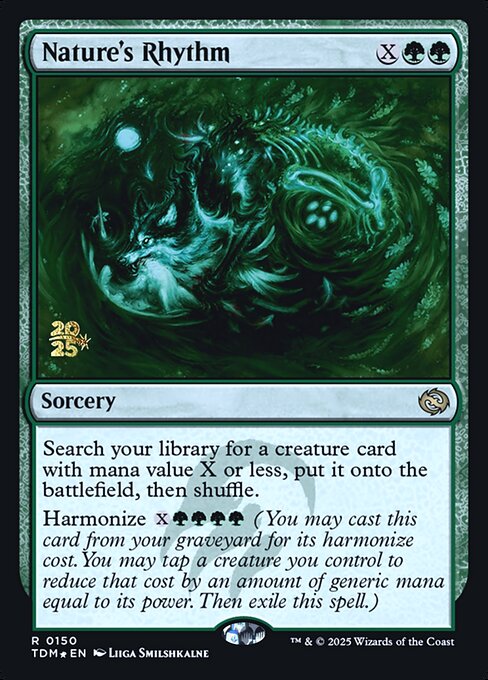 Nature's Rhythm X
20
25
Sorcery
Search your library for a creature card
with mana value X or less, put it onto the
battlefield, then shuffle.
Harmonize X (You may cast this
card from your graveyard for its harmonize
cost. You may tap a creature you control to
reduce that cost by an amount of generic mana
equal to its power. Then exile this spell.)
R 0150
TDM★EN LIIGA SMILSHKALNE
™ & © 2025 Wizards of the Coast